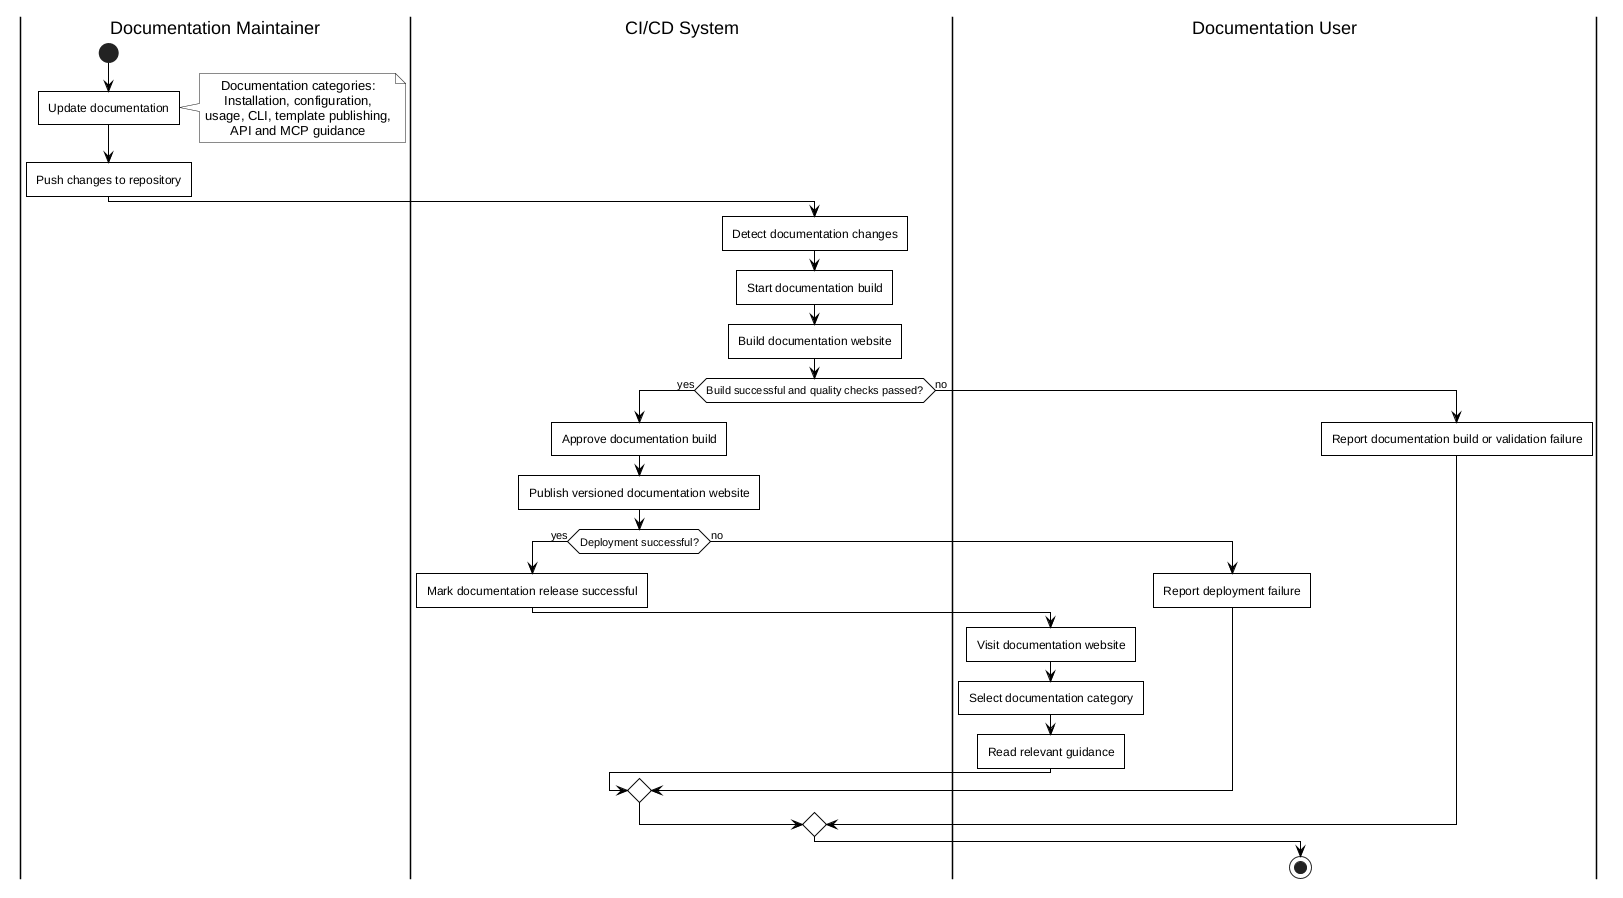 Documentation Maintainer
CI/CD System
Documentation User
Documentation categories:
Installation, configuration,
usage, CLI, template publishing,
API and MCP guidance
Update documentation
Push changes to repository
Detect documentation changes
Start documentation build
Build documentation website
yes
Build successful and quality checks passed?
no
Approve documentation build
Report documentation build or validation failure
Publish versioned documentation website
yes
Deployment successful?
no
Mark documentation release successful
Report deployment failure
Visit documentation website
Select documentation category
Read relevant guidance